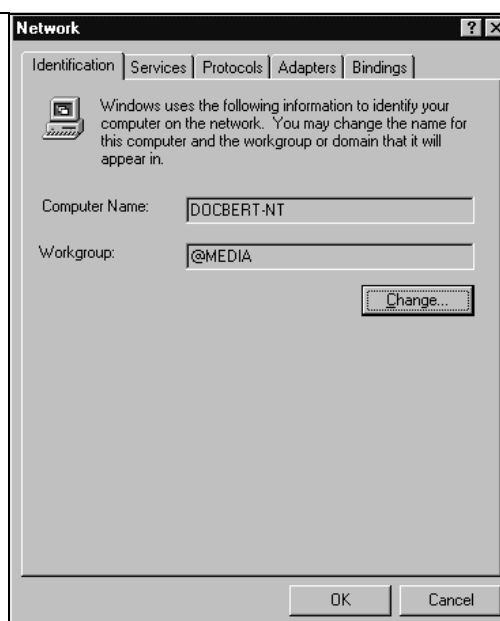 Network
Identification Services Protocols Adapters Bindings
Windows uses the following information to identify your
computer on the network. You may change the name for
this computer and the workgroup or domain that it will
appear in.
Computer Name: DOCBERT-NT
Workgroup: @MEDIA
Change...
OK Cancel